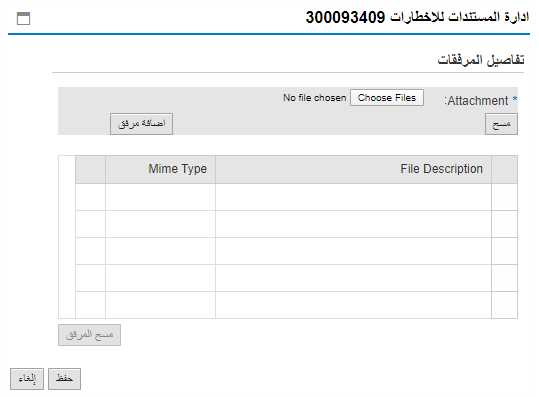 ادارة المستندات للاخطارات 300093409
تفاصيل المرفقات
* Attachment: Choose Files No file chosen
مسح اضافة مرفق
File Description Mime Type
مسح المرفق
حفظ إلغاء